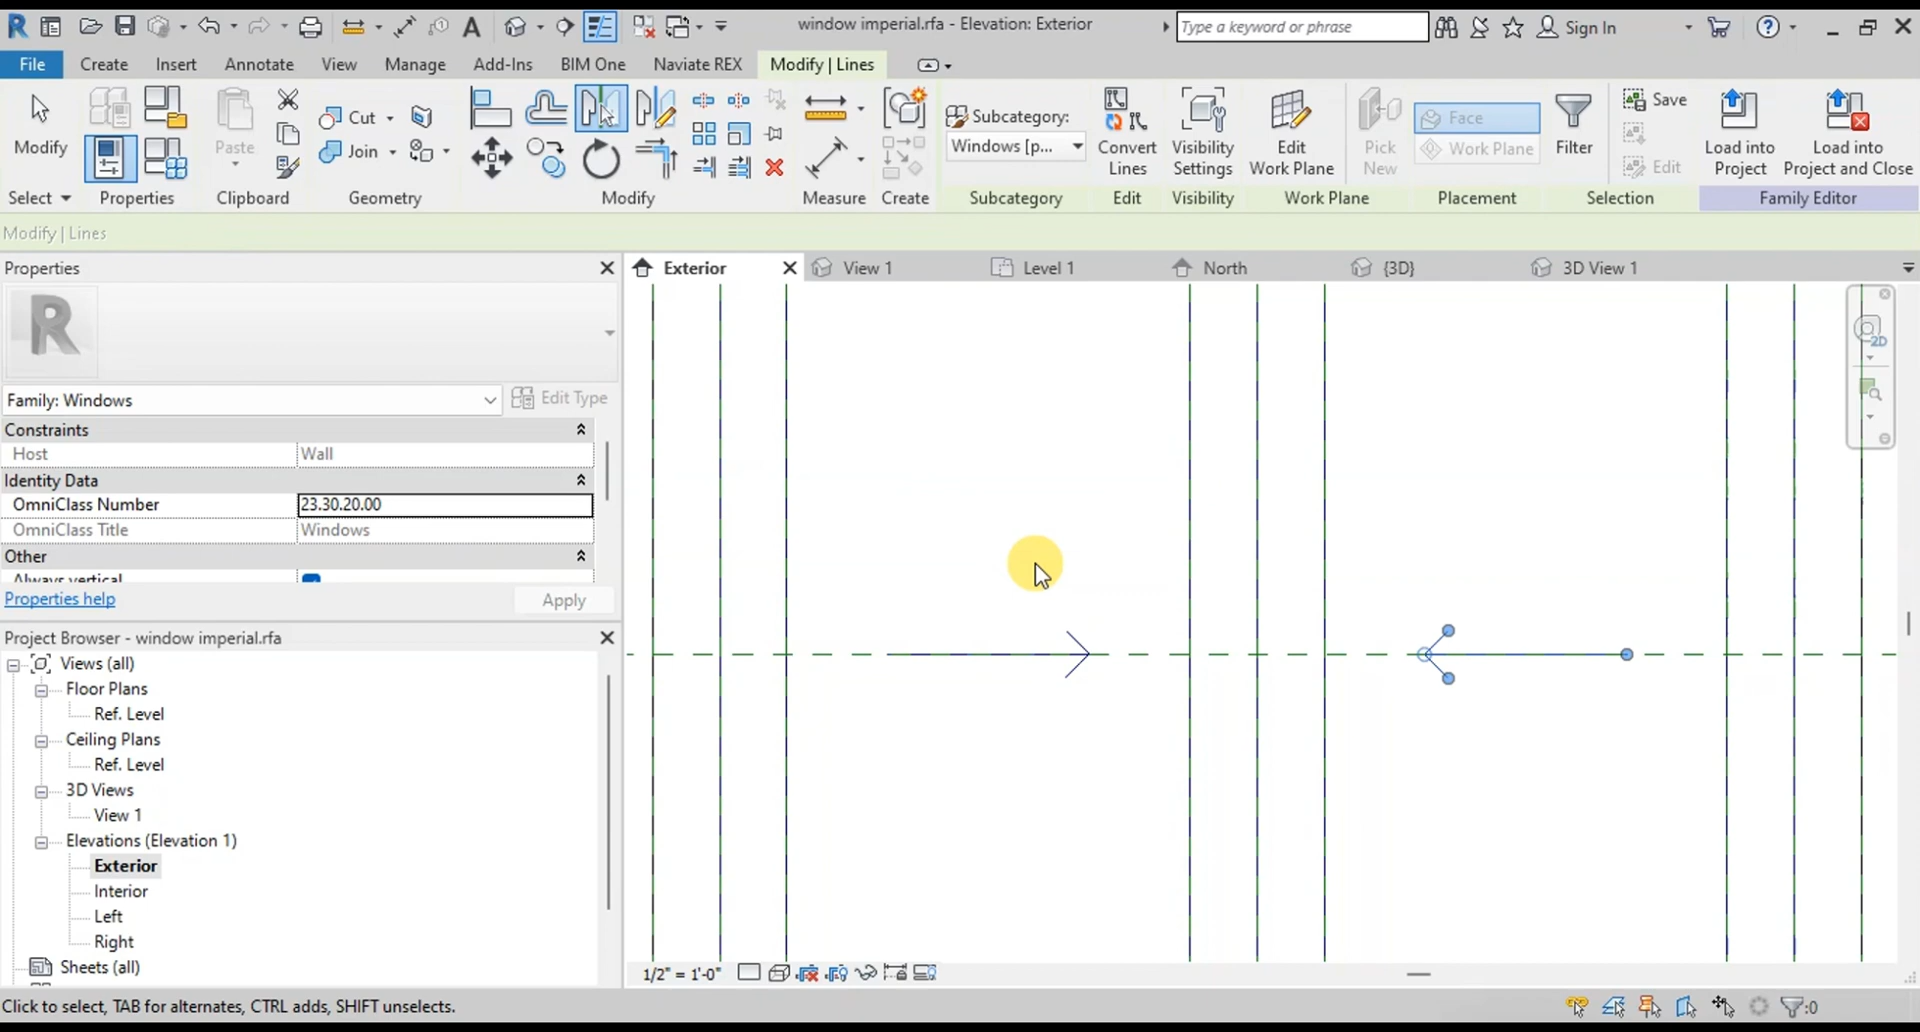 window imperial.rfa - Elevation: Exterior
Type a keyword or phrase
Sign In
File Create Insert Annotate View Manage Add-Ins BIM One Naviate REX Modify | Lines
Modify
Paste
Cut
Join
Subcategory:
Windows [p...
Convert Lines
Visibility Settings
Edit Work Plane
Pick New
Face
Work Plane
Filter
Save
Edit
Load into Project
Load into Project and Close
Select Properties Clipboard Geometry Modify Measure Create Subcategory Edit Visibility Work Plane Placement Selection Family Editor
Modify | Lines
Properties
Exterior View 1 Level 1 North {3D} 3D View 1
R
2D
Family: Windows
Edit Type
Constraints
Host Wall
Identity Data
OmniClass Number 23.30.20.00
OmniClass Title Windows
Other
Always vertical
Properties help
Apply
Project Browser - window imperial.rfa
Views (all)
Floor Plans
Ref. Level
Ceiling Plans
Ref. Level
3D Views
View 1
Elevations (Elevation 1)
Exterior
Interior
Left
Right
Sheets (all)
1/2" = 1'-0"
Click to select, TAB for alternates, CTRL adds, SHIFT unselects.
:0